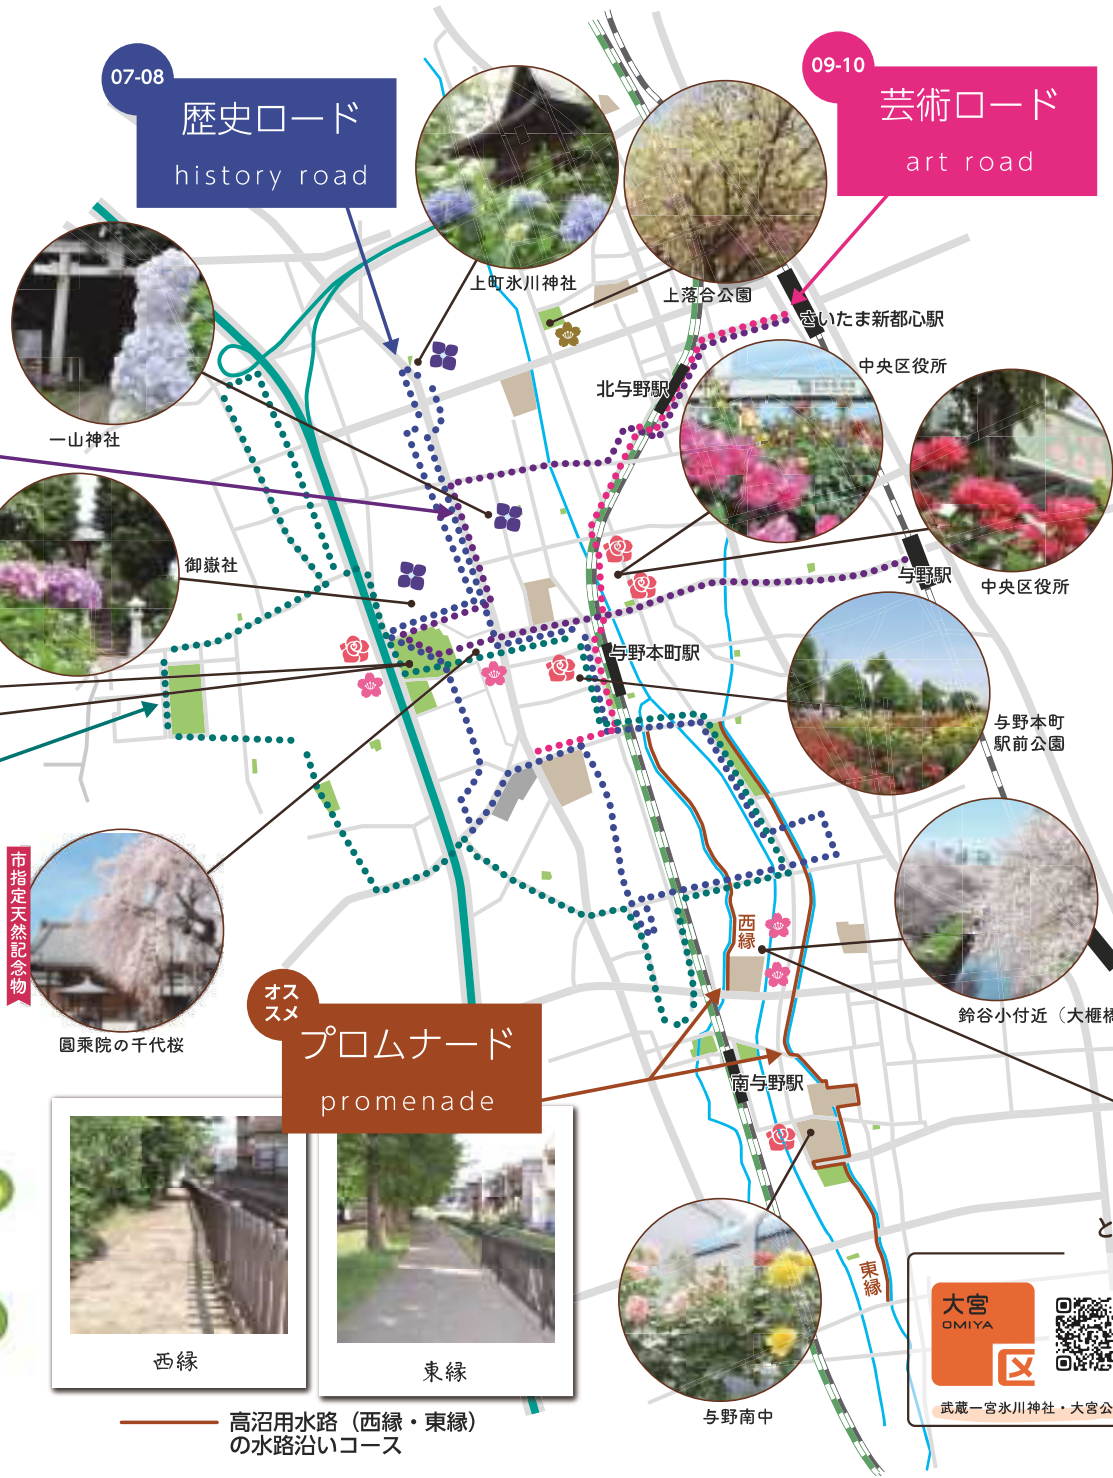 07-08
歴史ロード
history road
09-10
芸術ロード
art road
上町氷川神社
上落合公園
さいたま新都心駅
中央区役所
北与野駅
一山神社
御嶽社
与野駅
中央区役所
与野本町駅
与野本町
駅前公園
市指定天然記念物
圓乗院の千代桜
西縁
鈴谷小付近（大榧橋
オス
スメ
プロムナード
promenade
南与野駅
西縁
東縁
東縁
与野南中
高沼用水路（西縁・東縁）
の水路沿いコース
と
大宮
OMIYA
区
武蔵一宮氷川神社・大宮公